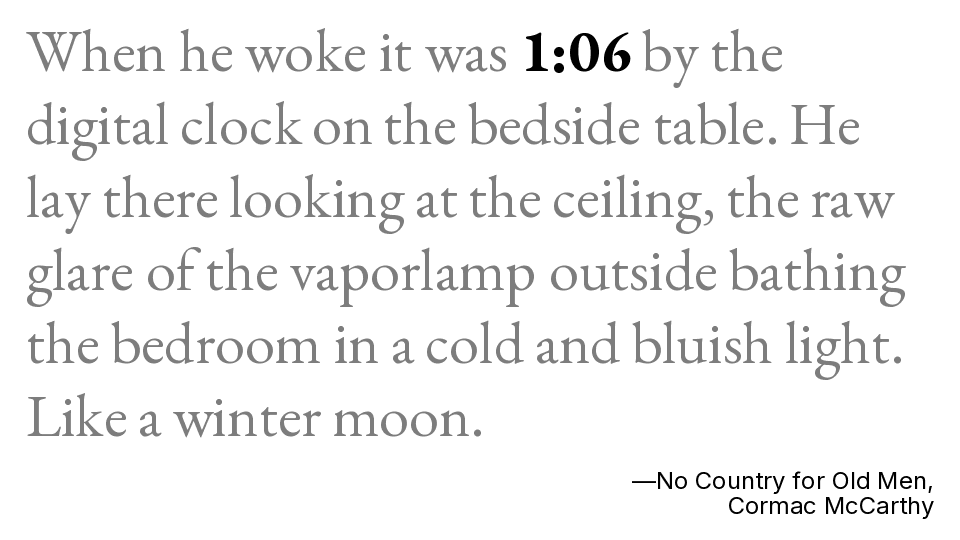 When he woke it was 1:06 by the
digital clock on the bedside table. He
lay there looking at the ceiling, the raw
glare of the vaporlamp outside bathing
the bedroom in a cold and bluish light.
Like a winter moon.
—No Country for Old Men,
Cormac McCarthy